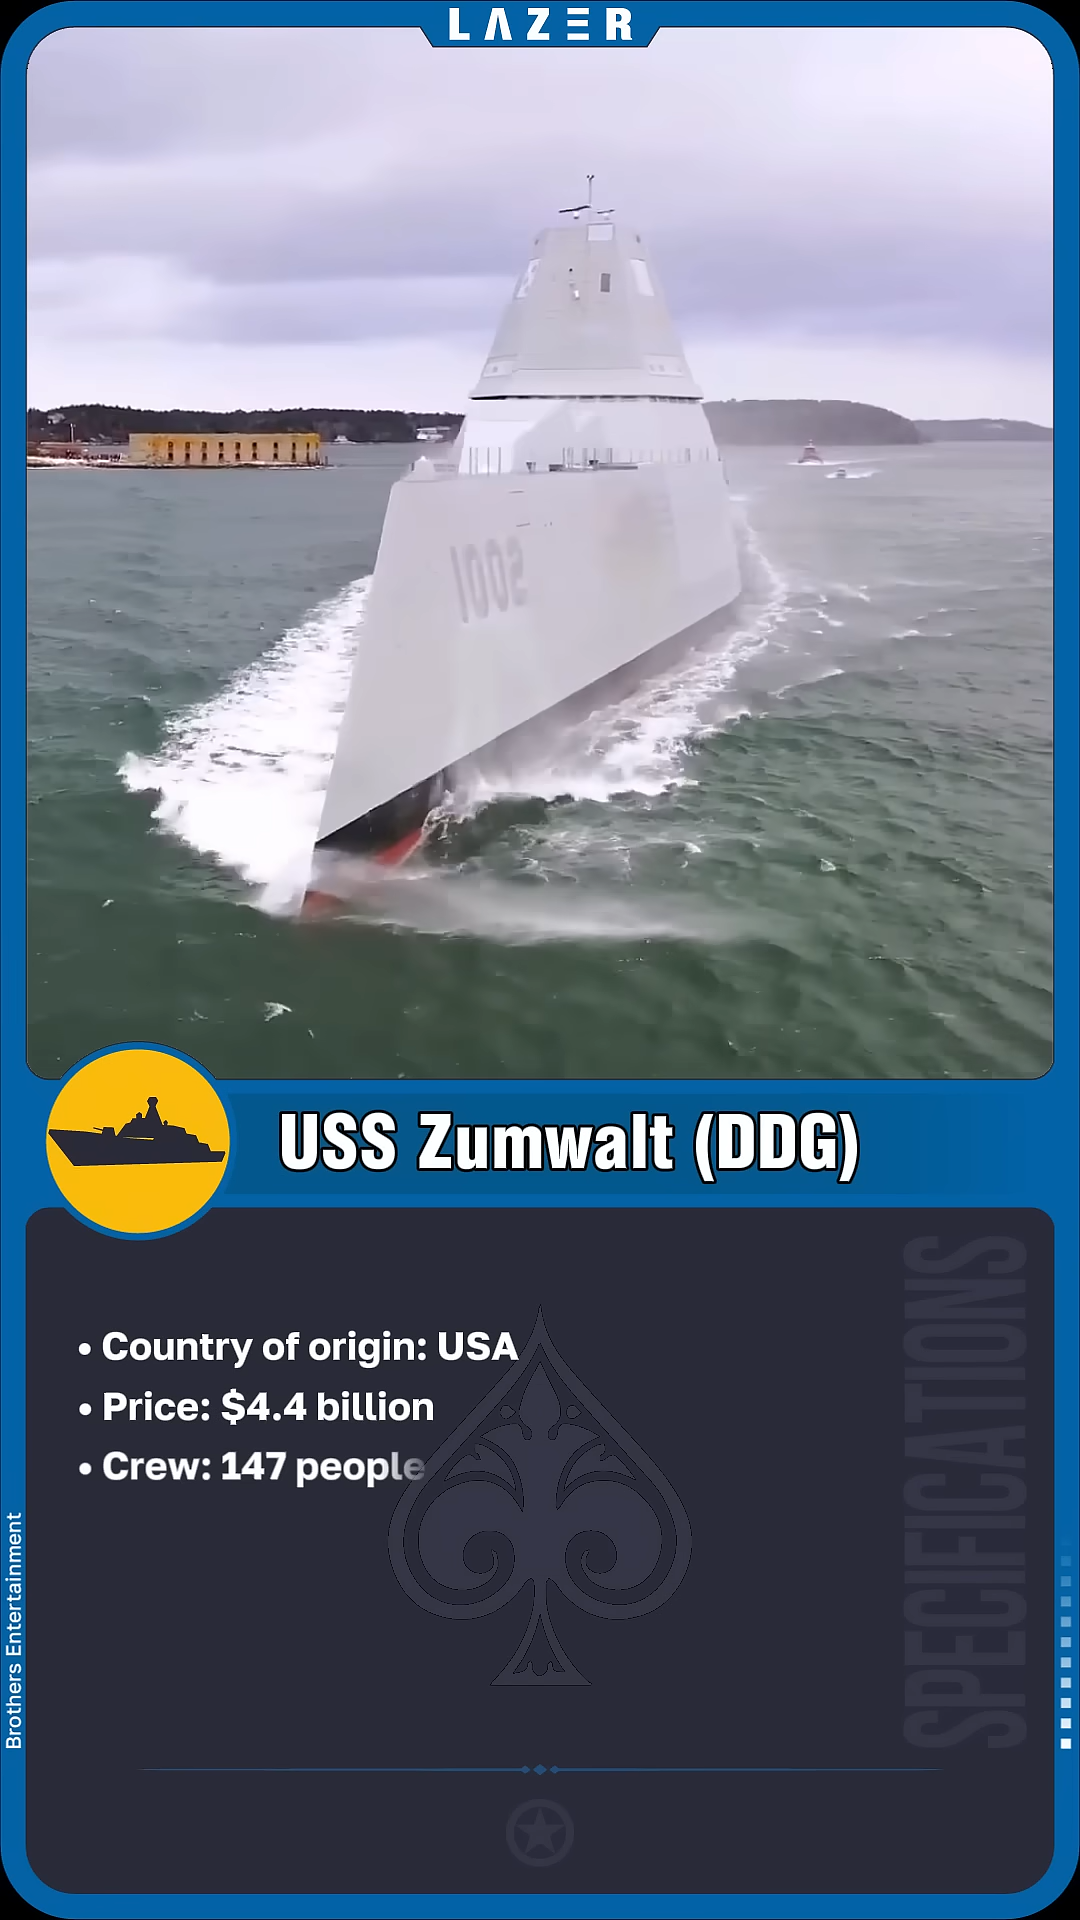 LAZER
1002
USS Zumwalt (DDG)
• Country of origin: USA
• Price: $4.4 billion
• Crew: 147 people
SPECIFICATIONS
Brothers Entertainment